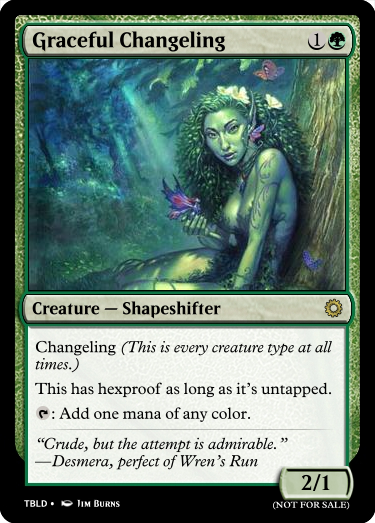 Graceful Changeling 1
Creature — Shapeshifter
Changeling (This is every creature type at all
times.)
This has hexproof as long as it's untapped.
: Add one mana of any color.
“Crude, but the attempt is admirable.”
—Desmera, perfect of Wren's Run
2/1
TBLD • Jim Burns
(NOT FOR SALE)